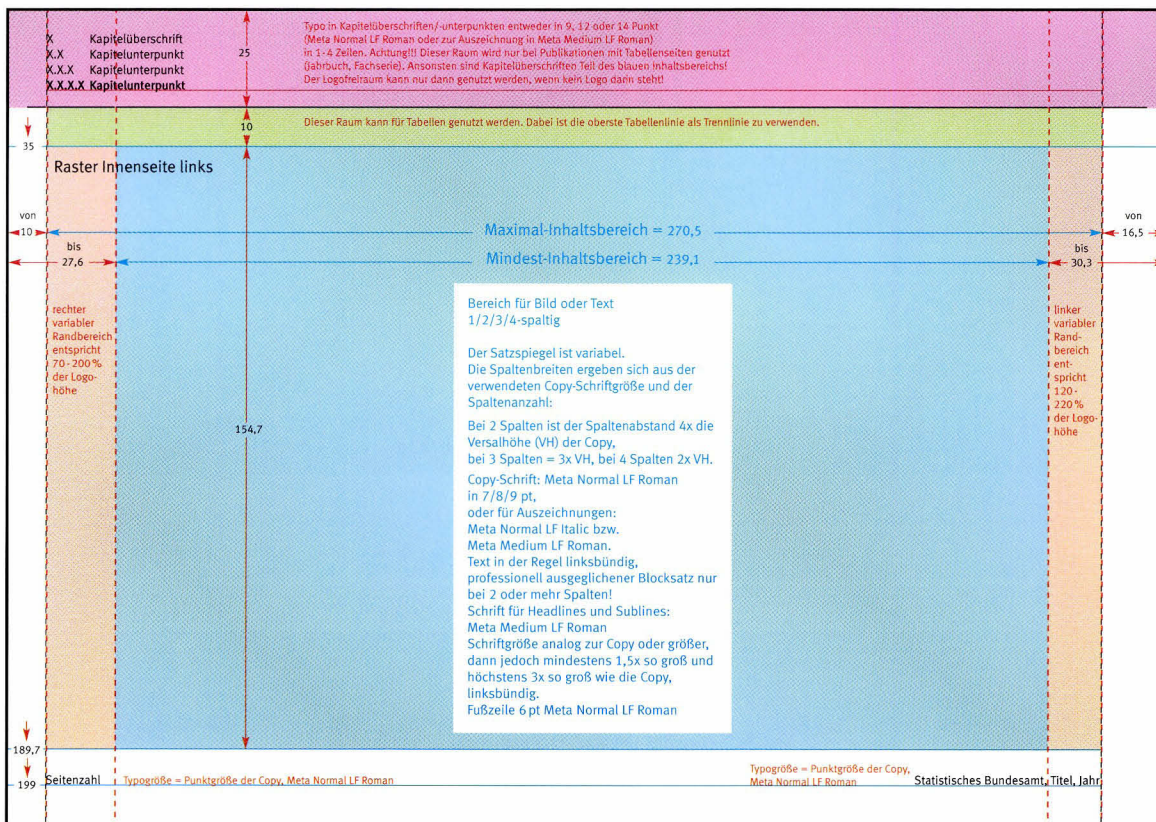 X Kapitelüberschrift
X.X Kapitelunterpunkt
X.X.X Kapitelunterpunkt
X.X.X.X Kapitelunterpunkt
25
Typo in Kapitelüberschriften/-unterpunkten entweder in 9, 12 oder 14 Punkt
(Meta Normal LF Roman oder zur Auszeichnung in Meta Medium LF Roman)
in 1-4 Zeilen. Achtung!!! Dieser Raum wird nur bei Publikationen mit Tabellenseiten genutzt
(Jahrbuch, Fachserie). Ansonsten sind Kapitelüberschriften Teil des blauen Inhaltsbereichs!
Der Logofreiraum kann nur dann genutzt werden, wenn kein Logo darin steht!
10
Dieser Raum kann für Tabellen genutzt werden. Dabei ist die oberste Tabellenlinie als Trennlinie zu verwenden.
35
Raster Innenseite links
von
10
bis
27,6
Maximal-Inhaltsbereich = 270,5
Mindest-Inhaltsbereich = 239,1
von
16,5
bis
30,3
rechter
variabler
Randbereich
entspricht
70-200%
der Logo-
höhe
154,7
Bereich für Bild oder Text
1/2/3/4-spaltig
Der Satzspiegel ist variabel.
Die Spaltenbreiten ergeben sich aus der
verwendeten Copy-Schriftgröße und der
Spaltenanzahl:
Bei 2 Spalten ist der Spaltenabstand 4x die
Versalhöhe (VH) der Copy,
bei 3 Spalten = 3x VH, bei 4 Spalten 2x VH.
Copy-Schrift: Meta Normal LF Roman
in 7/8/9 pt,
oder für Auszeichnungen:
Meta Normal LF Italic bzw.
Meta Medium LF Roman.
Text in der Regel linksbündig,
professionell ausgeglichener Blocksatz nur
bei 2 oder mehr Spalten!
Schrift für Headlines und Sublines:
Meta Medium LF Roman
Schriftgröße analog zur Copy oder größer,
dann jedoch mindestens 1,5x so groß und
höchstens 3x so groß wie die Copy,
linksbündig.
Fußzeile 6 pt Meta Normal LF Roman
linker
variabler
Rand-
bereich
ent-
spricht
120-
220%
der Logo-
höhe
189,7
199
Seitenzahl
Typogröße = Punktgröße der Copy, Meta Normal LF Roman
Typogröße = Punktgröße der Copy,
Meta Normal LF Roman
Statistisches Bundesamt, Titel, Jahr